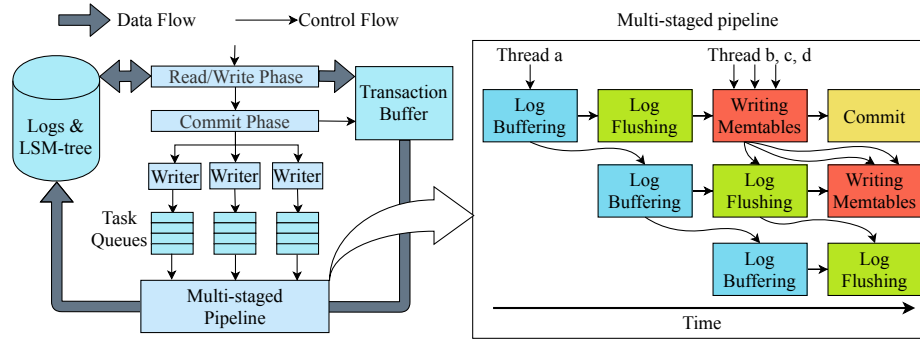 Data Flow
Control Flow
Logs &
LSM-tree
Read/Write Phase
Commit Phase
Transaction
Buffer
Writer
Writer
Writer
Task
Queues
Multi-staged
Pipeline
Multi-staged pipeline
Thread a
Thread b, c, d
Log
Buffering
Log
Flushing
Writing
Memtables
Commit
Log
Buffering
Log
Flushing
Writing
Memtables
Log
Buffering
Log
Flushing
Time